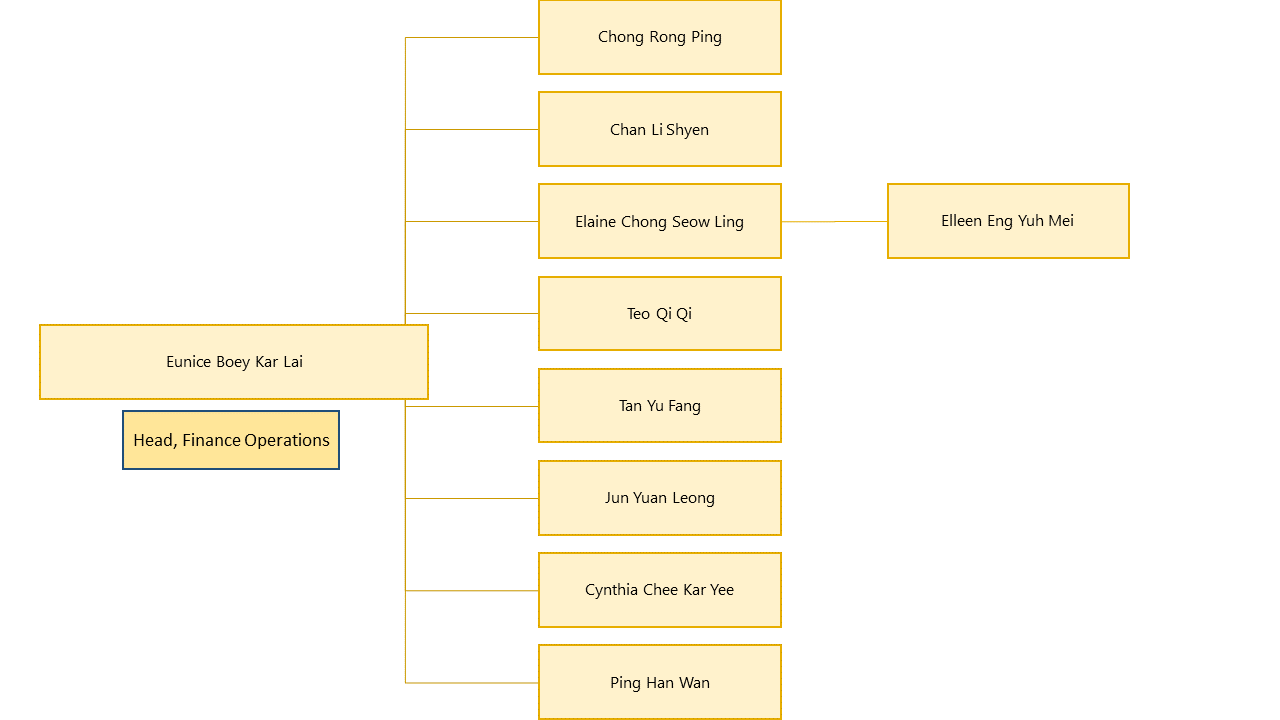 Chong Rong Ping
Chan Li Shyen
Elaine Chong Seow Ling
Elleen Eng Yuh Mei
Teo Qi Qi
Eunice Boey Kar Lai
Head, Finance Operations
Tan Yu Fang
Jun Yuan Leong
Cynthia Chee Kar Yee
Ping Han Wan